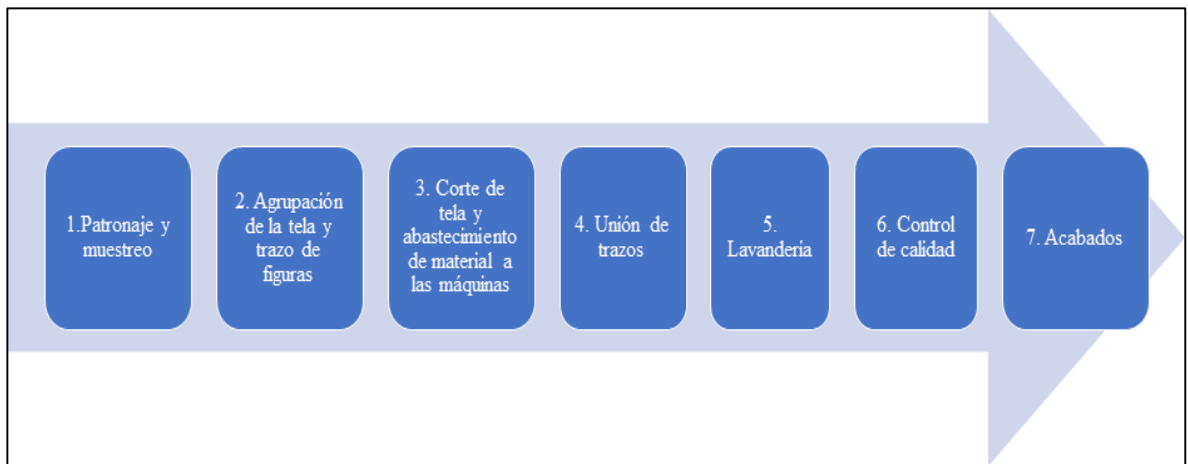 1.Patronaje y
muestreo
2. Agrupación
de la tela y
trazo de
figuras
3. Corte de
tela y
abastecimiento
de material a
las máquinas
4. Unión de
trazos
5.
Lavandería
6. Control
de calidad
7. Acabados